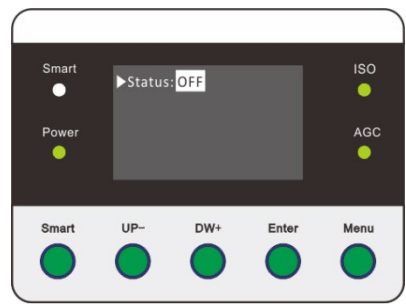 Smart
ISO
▶Status: OFF
Power
AGC
Smart UP− DW+ Enter Menu